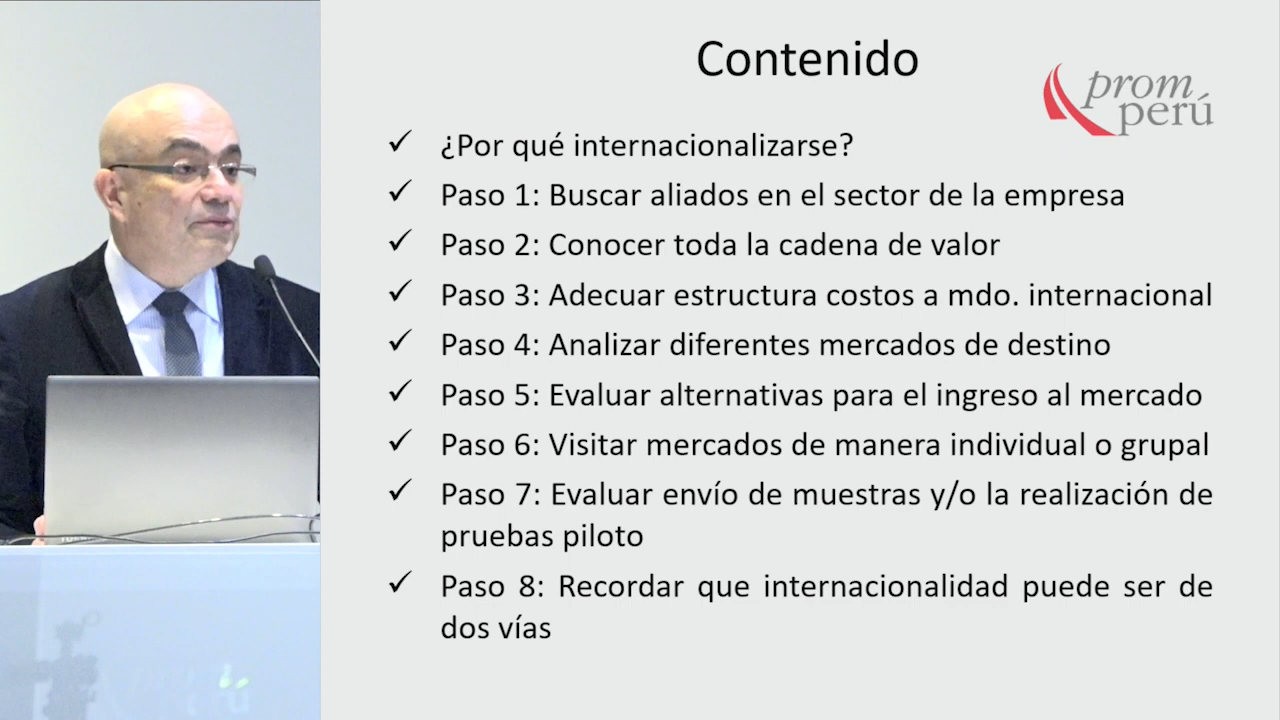 Contenido
prom
perú
¿Por qué internacionalizarse?
Paso 1: Buscar aliados en el sector de la empresa
Paso 2: Conocer toda la cadena de valor
Paso 3: Adecuar estructura costos a mdo. internacional
Paso 4: Analizar diferentes mercados de destino
Paso 5: Evaluar alternativas para el ingreso al mercado
Paso 6: Visitar mercados de manera individual o grupal
Paso 7: Evaluar envío de muestras y/o la realización de
pruebas piloto
Paso 8: Recordar que internacionalidad puede ser de
dos vías